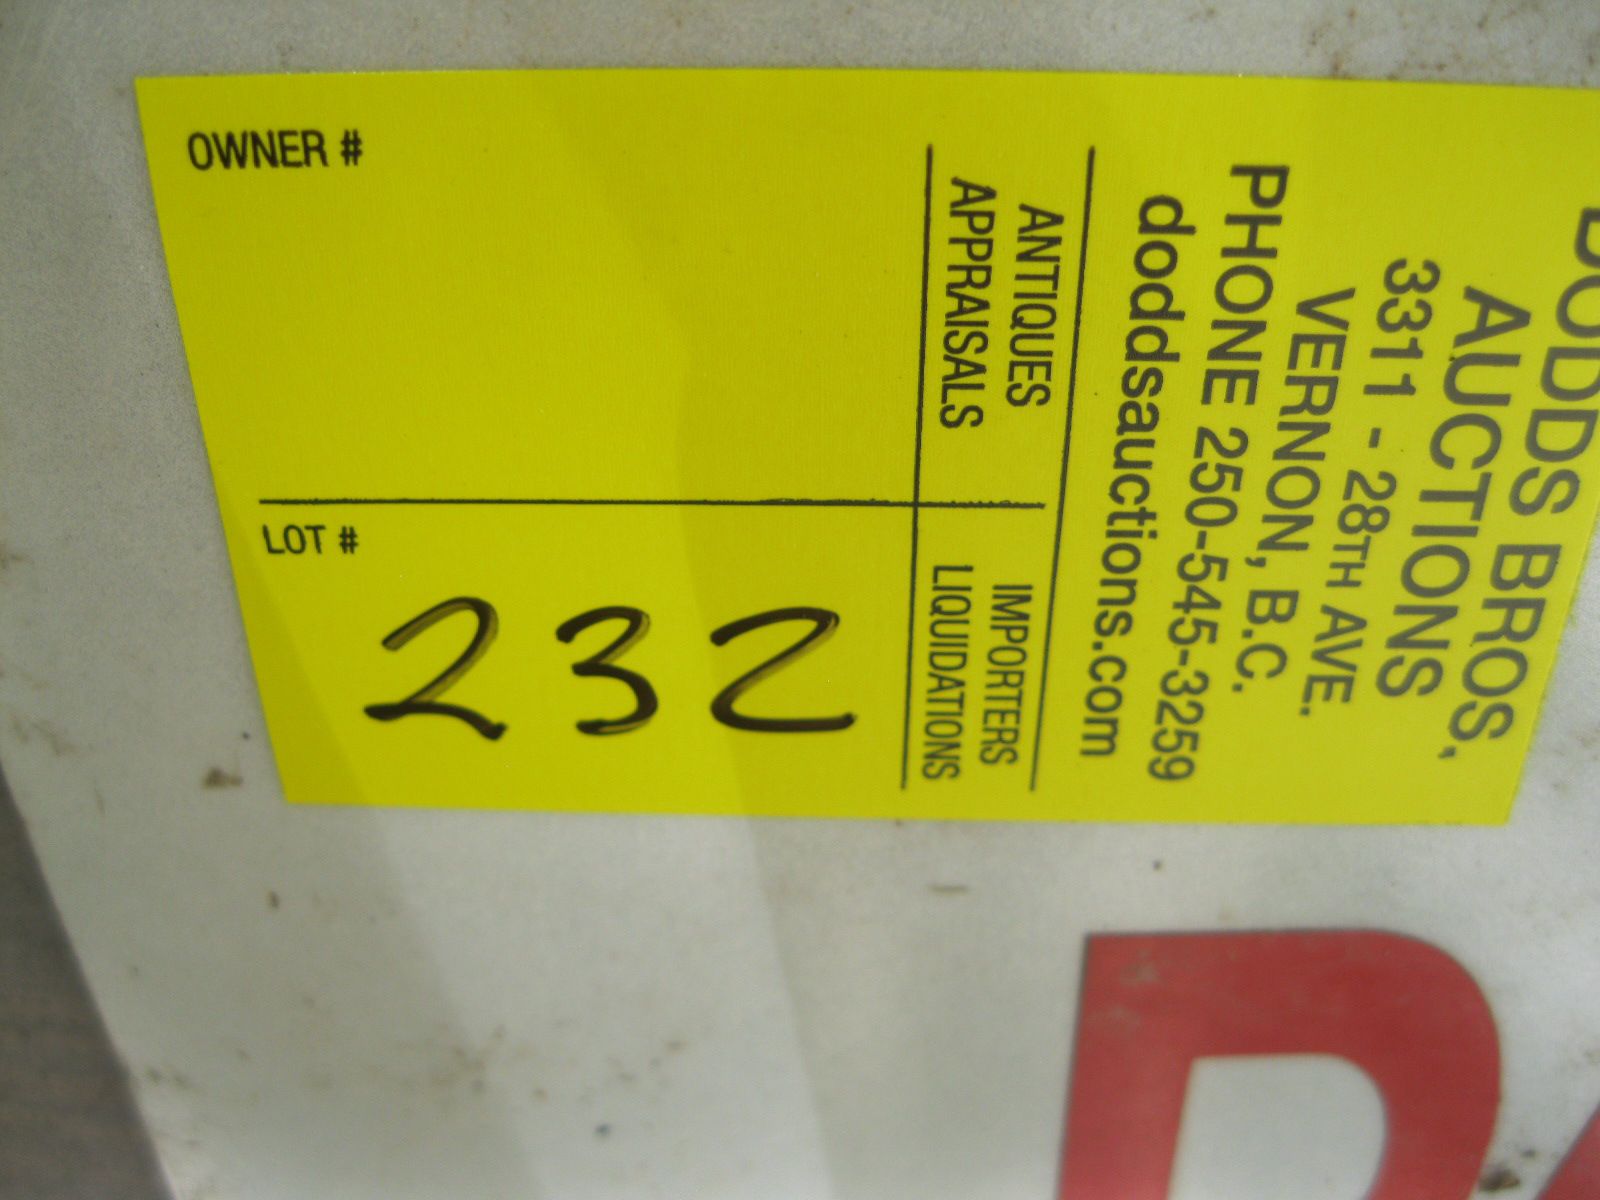 DODDS BROS,
AUCTIONS
3311 - 28TH AVE.
VERNON, B.C.
PHONE 250-545-3259
doddsauctions.com
ANTIQUES
APPRAISALS
IMPORTERS
LIQUIDATIONS
OWNER #
LOT #
232